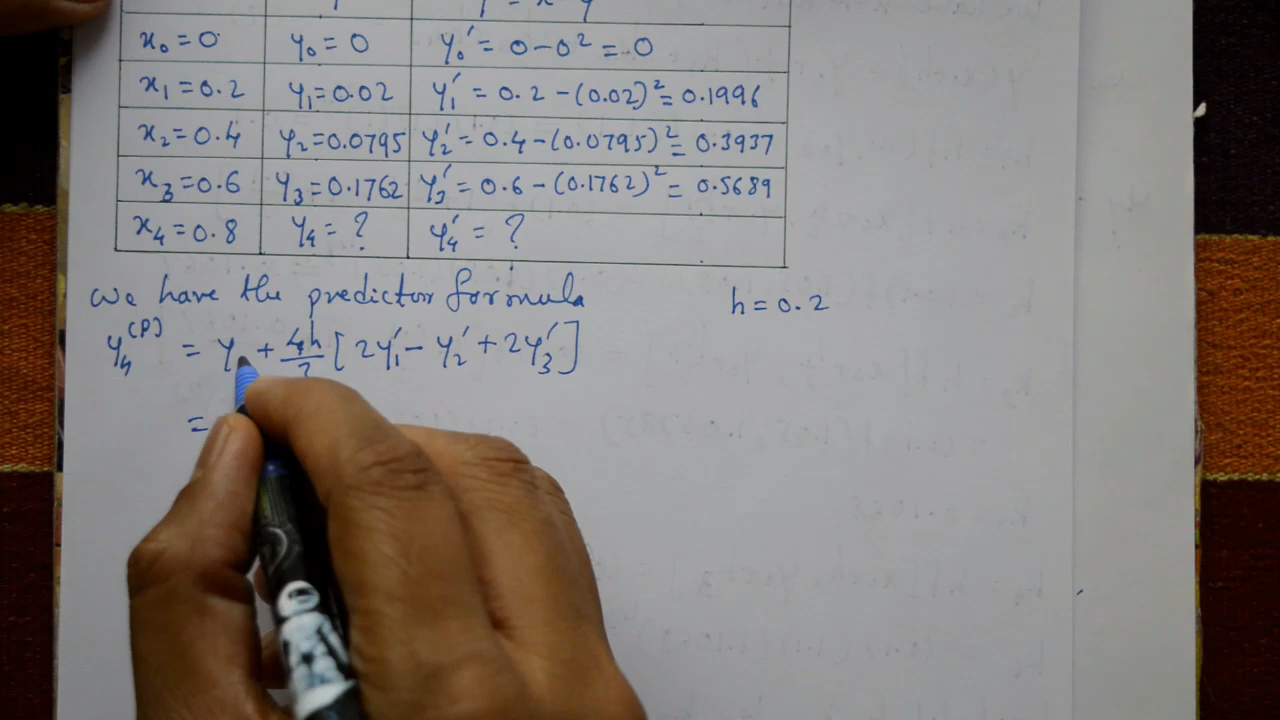 x₀ = 0 y₀ = 0 y₀′ = 0 − 0² = 0
x₁ = 0.2 y₁ = 0.02 y₁′ = 0.2 − (0.02)² = 0.1996
x₂ = 0.4 y₂ = 0.0795 y₂′ = 0.4 − (0.0795)² = 0.3937
x₃ = 0.6 y₃ = 0.1762 y₃′ = 0.6 − (0.1762)² = 0.5689
x₄ = 0.8 y₄ = ? y₄′ = ?
We have the predictor formula h = 0.2
y₄⁽ᴾ⁾ = y + 4h/3 [ 2y₁′ − y₂′ + 2y₃′ ]
=